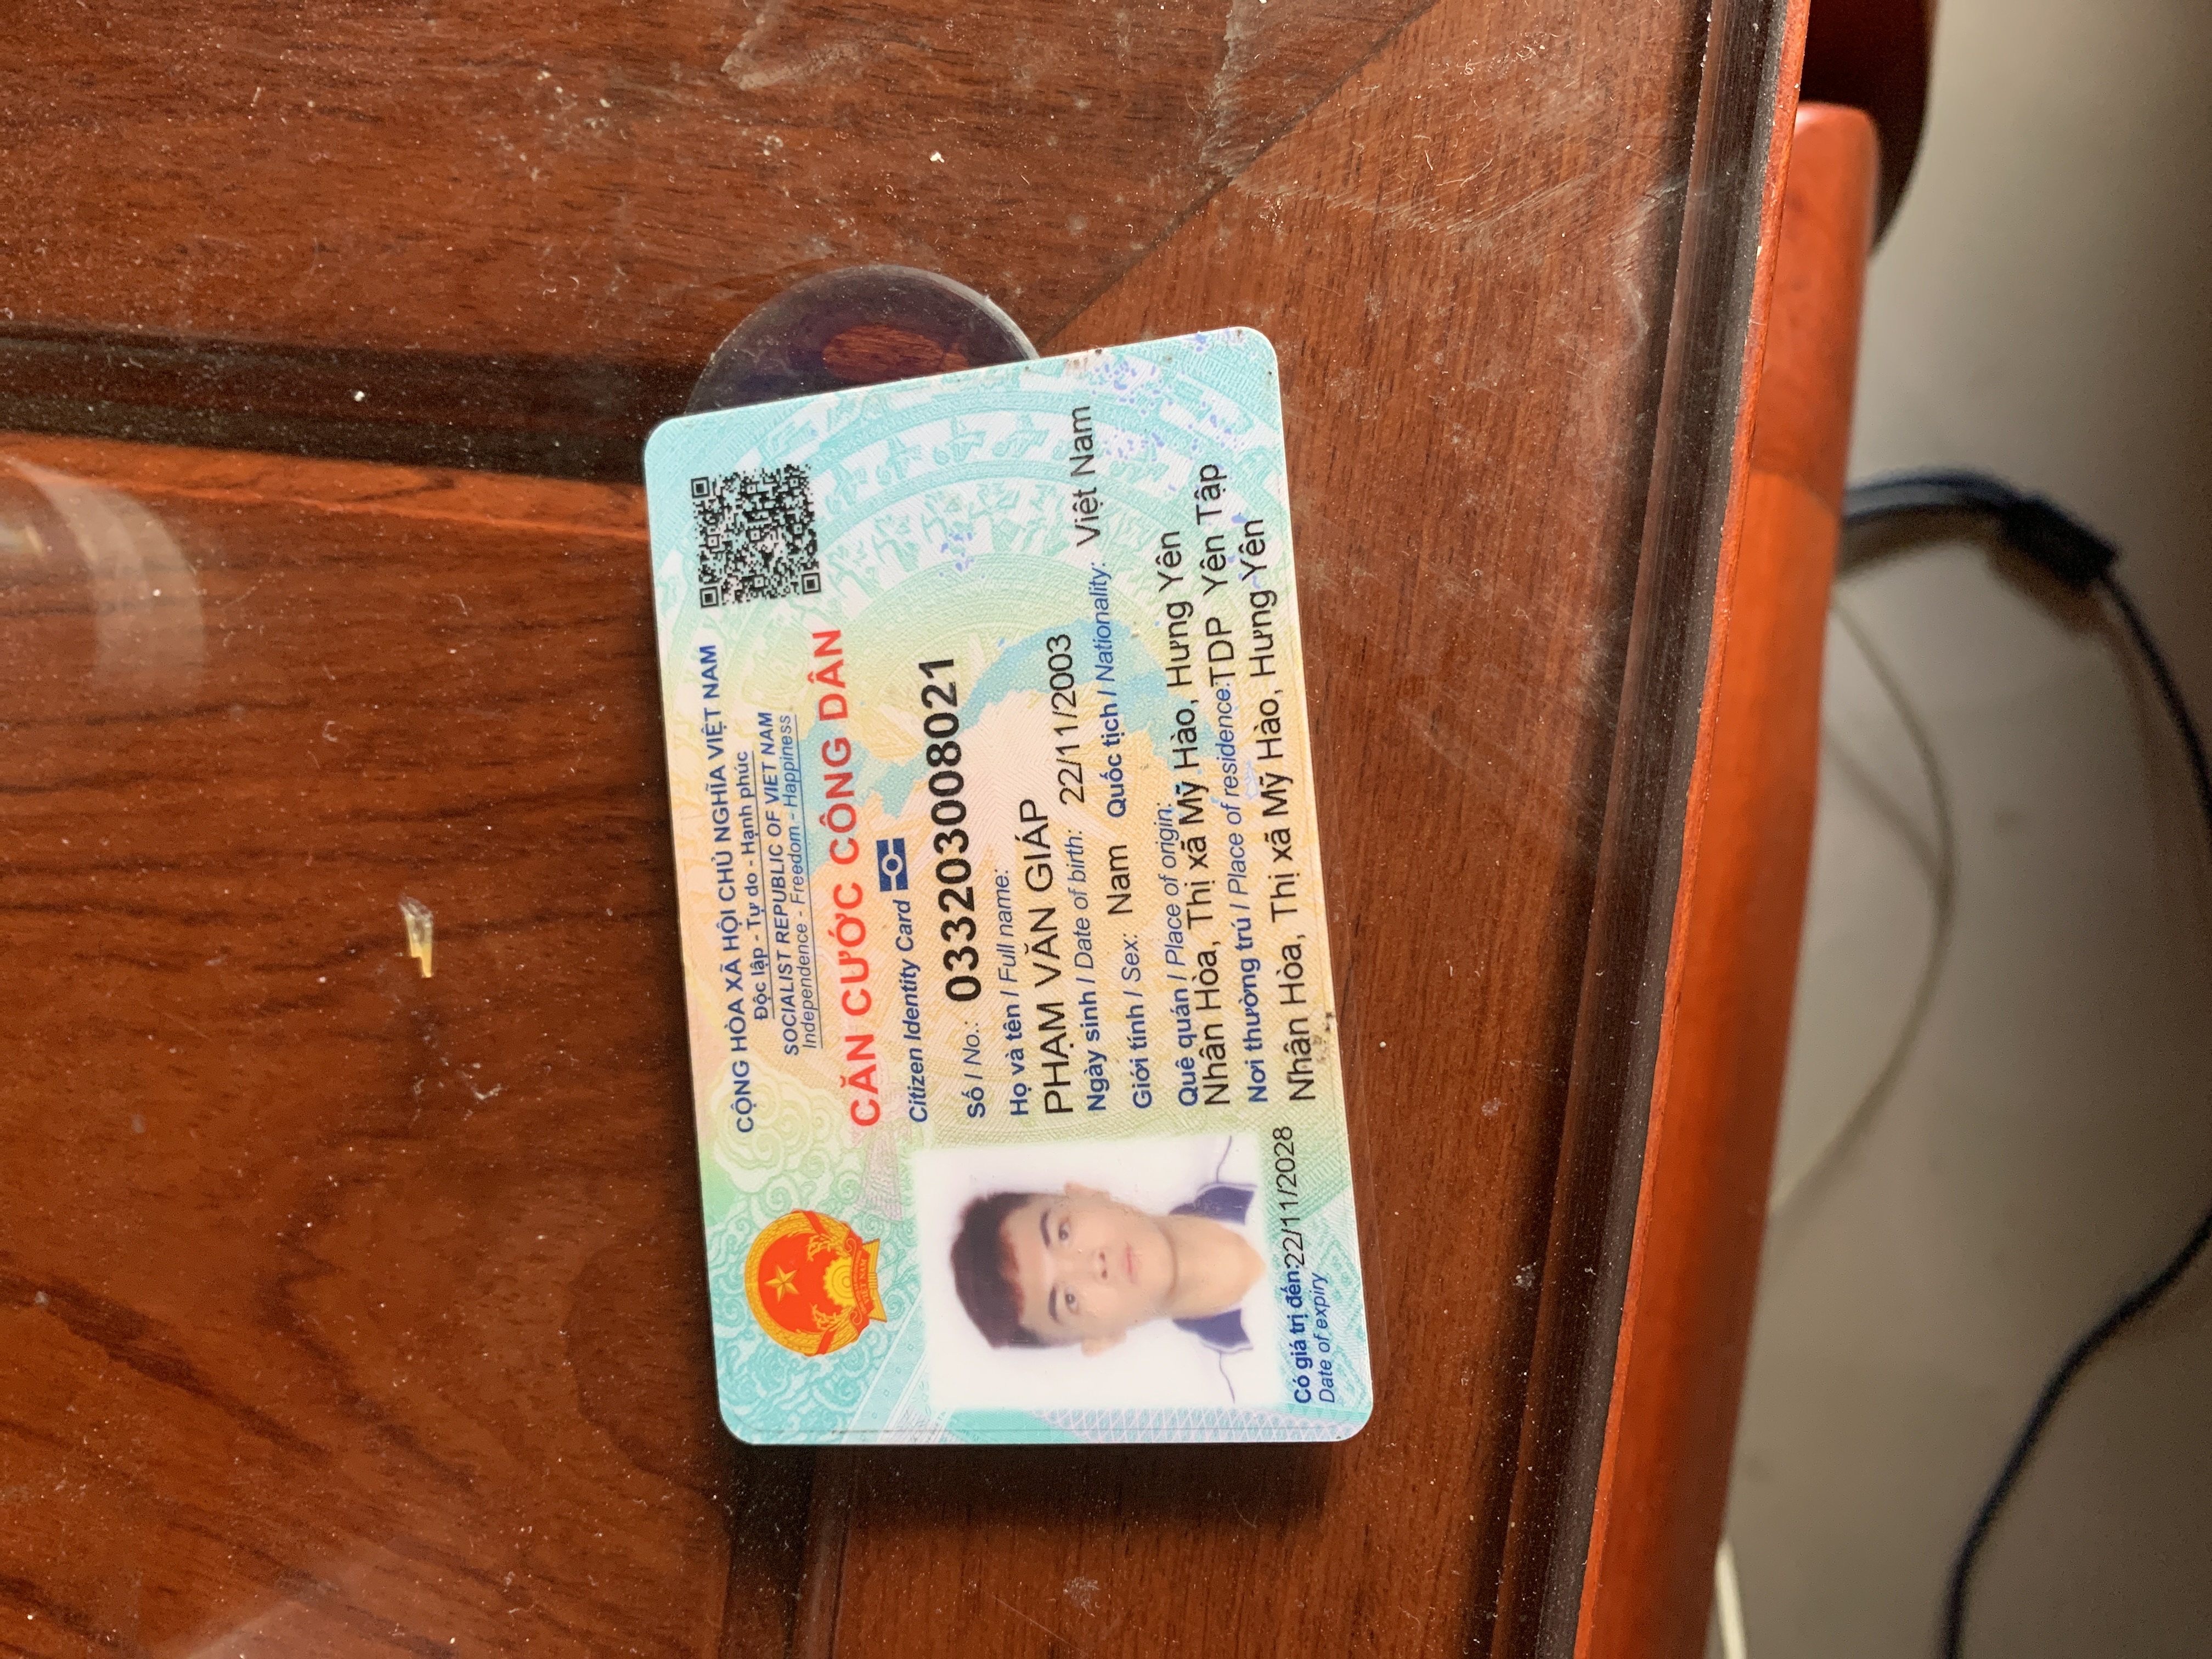 CỘNG HÒA XÃ HỘI CHỦ NGHĨA VIỆT NAM
Độc lập - Tự do - Hạnh phúc
SOCIALIST REPUBLIC OF VIET NAM
Independence - Freedom - Happiness
CĂN CƯỚC CÔNG DÂN
Citizen Identity Card
VIỆT NAM
Số / No.: 033203008021
Họ và tên / Full name:
PHẠM VĂN GIÁP
Ngày sinh / Date of birth: 22/11/2003
Giới tính / Sex: Nam Quốc tịch / Nationality: Việt Nam
Quê quán / Place of origin:
Nhân Hòa, Thị xã Mỹ Hào, Hưng Yên
Nơi thường trú / Place of residence: TDP Yên Tập
Nhân Hòa, Thị xã Mỹ Hào, Hưng Yên
Có giá trị đến: 22/11/2028
Date of expiry